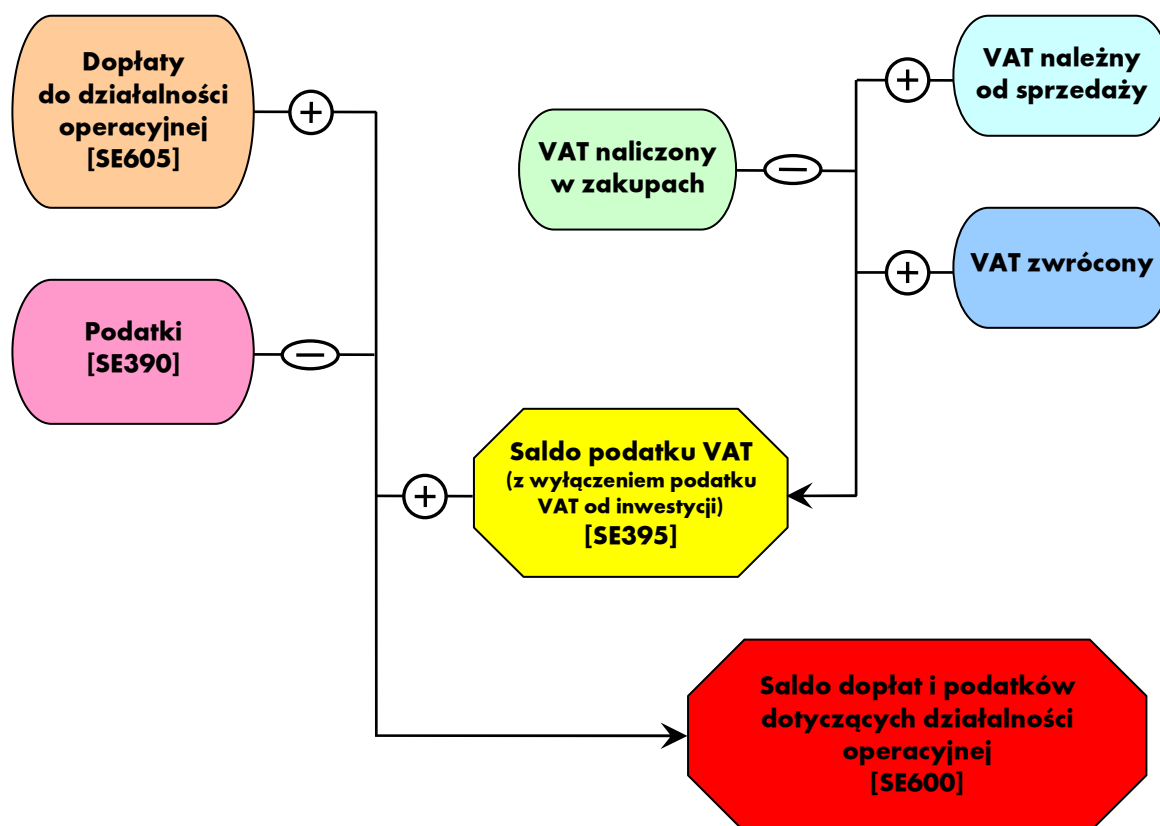 Dopłaty
do działalności
operacyjnej
[SE605]
+
VAT należny
od sprzedaży
+
VAT naliczony
w zakupach
−
VAT zwrócony
+
Podatki
[SE390]
−
Saldo podatku VAT
(z wyłączeniem podatku
VAT od inwestycji)
[SE395]
+
Saldo dopłat i podatków
dotyczących działalności
operacyjnej
[SE600]